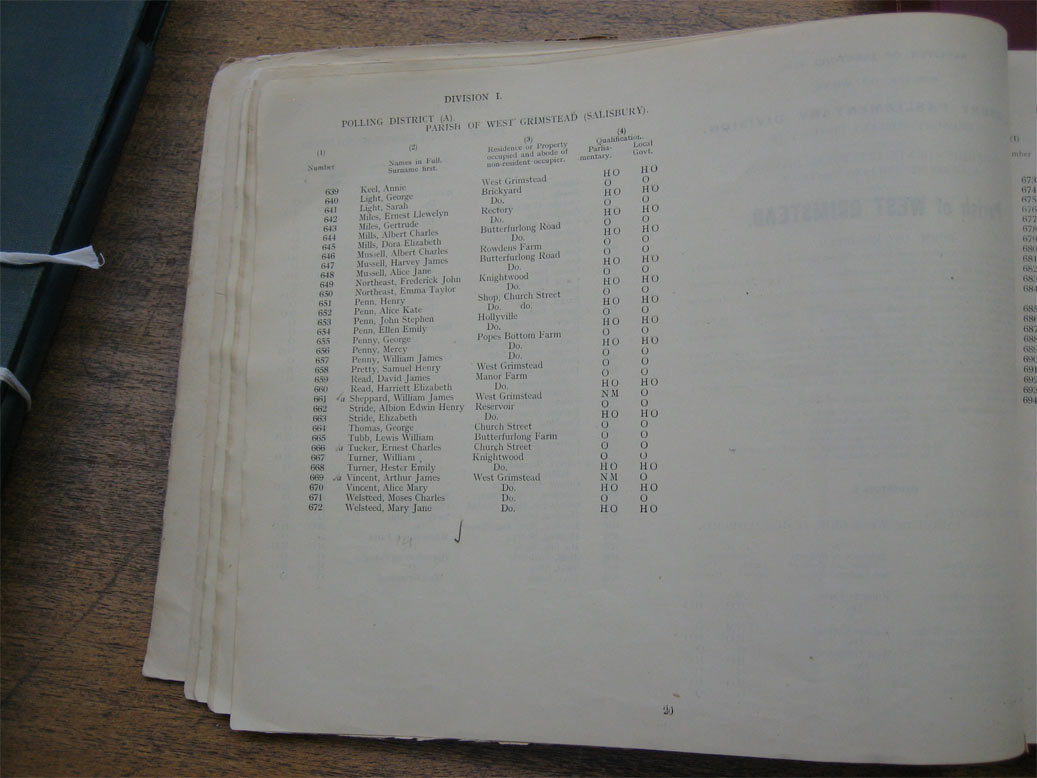 DIVISION I.
POLLING DISTRICT (A).
PARISH OF WEST GRIMSTEAD (SALISBURY).
(1) (2) (3) (4)
Number Names in Full. Surname first. Residence or Property occupied and abode of non-resident occupier. Qualification. Parlia-mentary. Local Govt.
639 Keel, Annie West Grimstead H O H O
640 Light, George Brickyard O O
641 Light, Sarah Do. H O H O
642 Miles, Ernest Llewelyn Rectory O O
643 Miles, Gertrude Do. H O H O
644 Mills, Albert Charles Butterfurlong Road O O
645 Mills, Dora Elizabeth Do. H O H O
646 Mussell, Albert Charles Rowdens Farm O O
647 Mussell, Harvey James Butterfurlong Road O O
648 Mussell, Alice Jane Do. H O H O
649 Northeast, Frederick John Knightwood O O
650 Northeast, Emma Taylor Do. H O H O
651 Penn, Henry Shop, Church Street O O
652 Penn, Alice Kate Do. do. H O H O
653 Penn, John Stephen Hollyville O O
654 Penn, Ellen Emily Do. H O H O
655 Penny, George Popes Bottom Farm O O
656 Penny, Mercy Do. H O H O
657 Penny, William James Do. O O
658 Pretty, Samuel Henry West Grimstead O O
659 Read, David James Manor Farm O O
660 Read, Harriett Elizabeth Do. H O H O
661 a Sheppard, William James West Grimstead N M O
662 Stride, Albion Edwin Henry Reservoir O O
663 Stride, Elizabeth Do. H O H O
664 Thomas, George Church Street O O
665 Tubb, Lewis William Butterfurlong Farm O O
666 a Tucker, Ernest Charles Church Street O O
667 Turner, William Knightwood O O
668 Turner, Hester Emily Do. H O H O
669 a Vincent, Arthur James West Grimstead N M O
670 Vincent, Alice Mary Do. H O H O
671 Welsteed, Moses Charles Do. O O
672 Welsteed, Mary Jane Do. H O H O